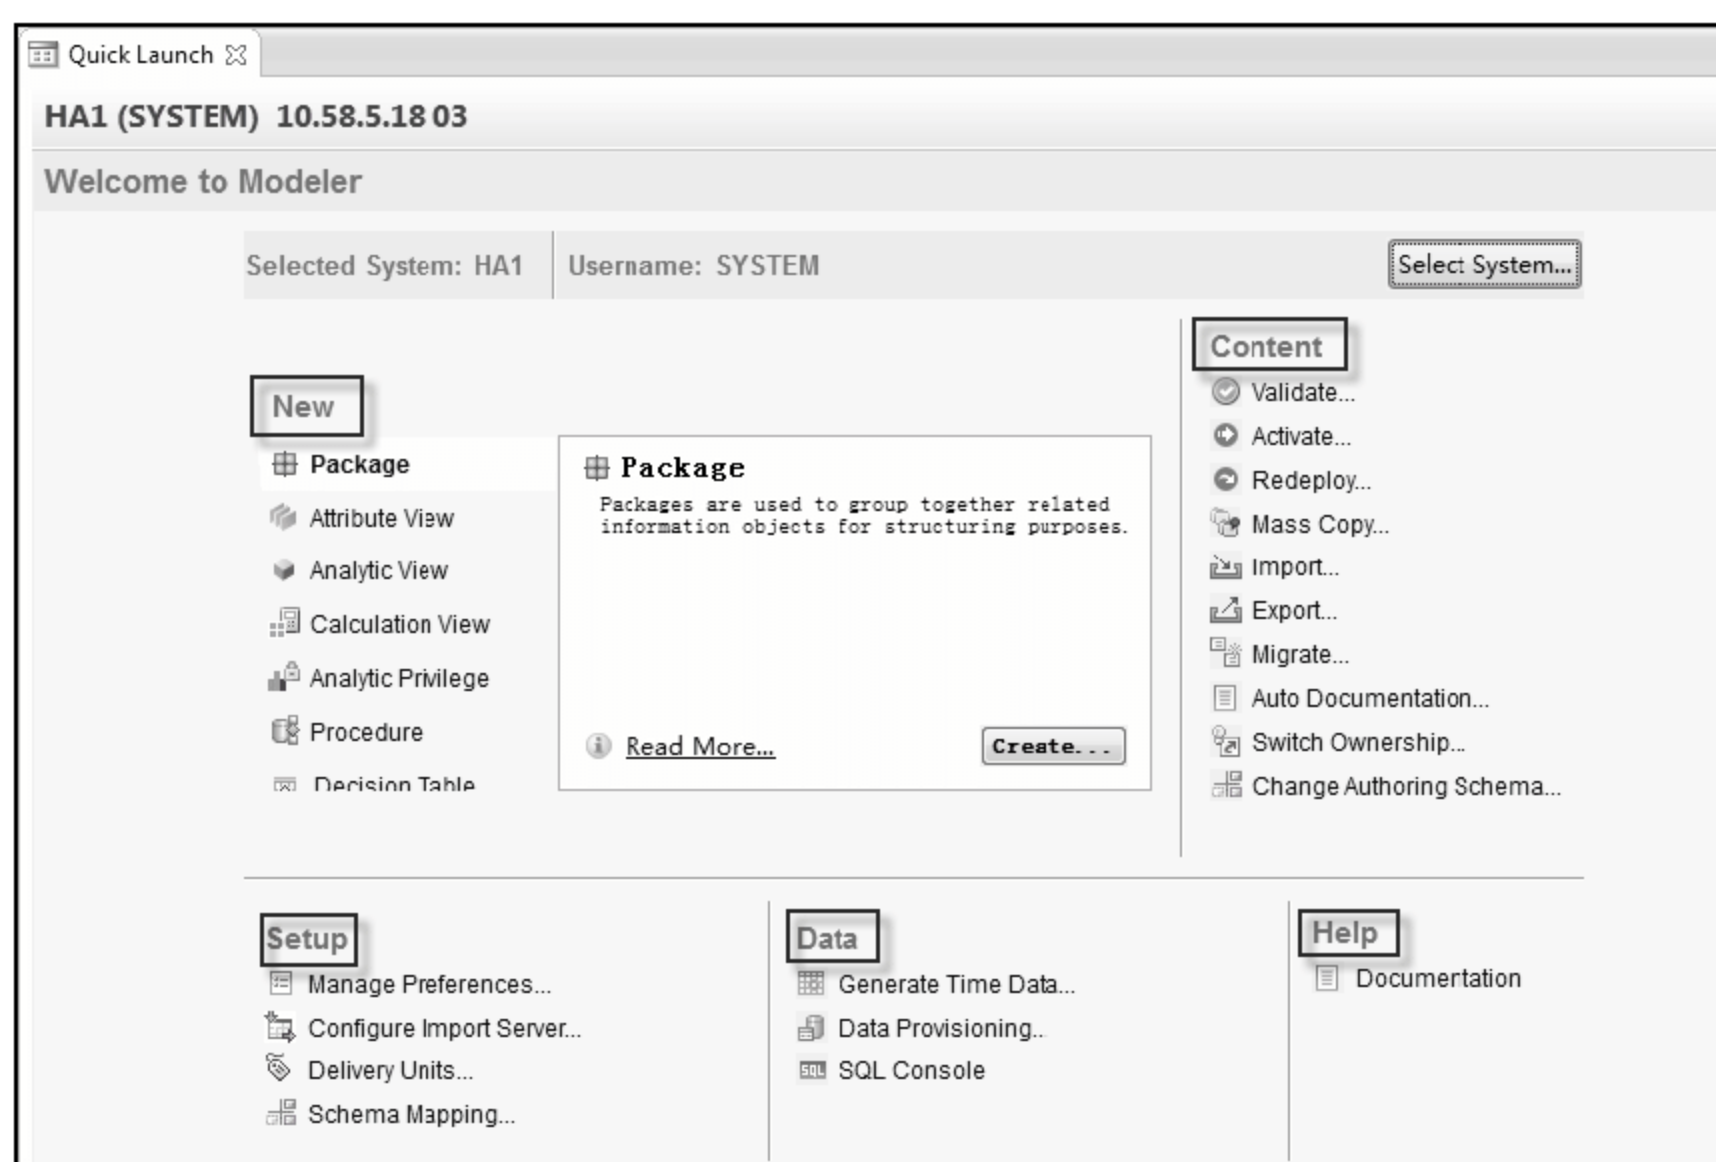 Quick Launch
HA1 (SYSTEM) 10.58.5.18 03
Welcome to Modeler
Selected System: HA1
Username: SYSTEM
Select System...
New
Package
Attribute View
Analytic View
Calculation View
Analytic Privilege
Procedure
Decision Table
Package
Packages are used to group together related
information objects for structuring purposes.
Read More...
Create...
Content
Validate...
Activate...
Redeploy...
Mass Copy...
Import...
Export...
Migrate...
Auto Documentation...
Switch Ownership...
Change Authoring Schema...
Setup
Manage Preferences...
Configure Import Server...
Delivery Units...
Schema Mapping...
Data
Generate Time Data...
Data Provisioning...
SQL
SQL Console
Help
Documentation